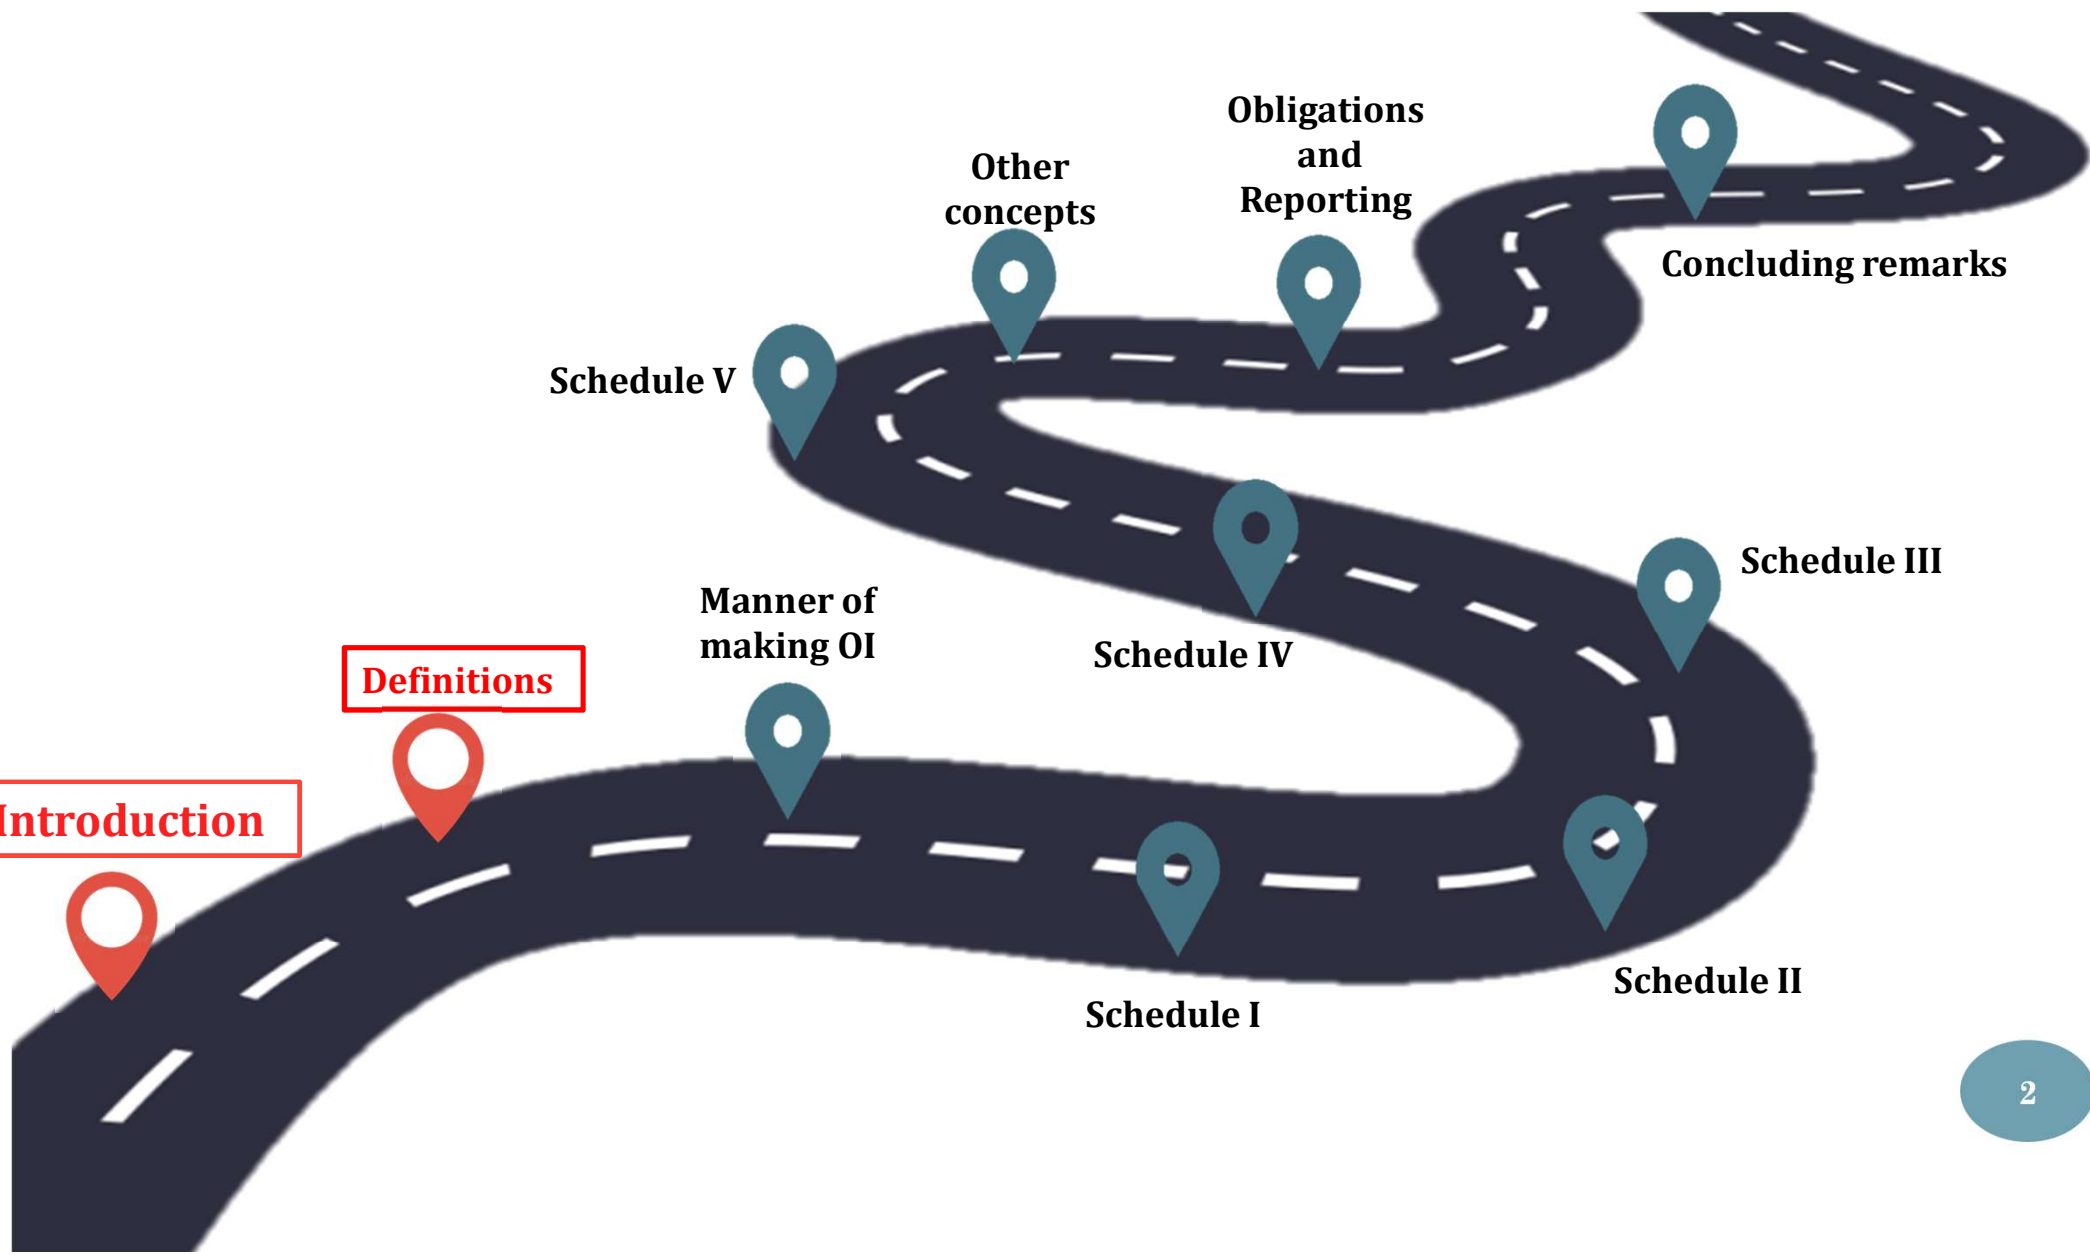 Introduction
Definitions
Manner of
making OI
Schedule I
Schedule II
Schedule III
Schedule IV
Schedule V
Other
concepts
Obligations
and
Reporting
Concluding remarks
2